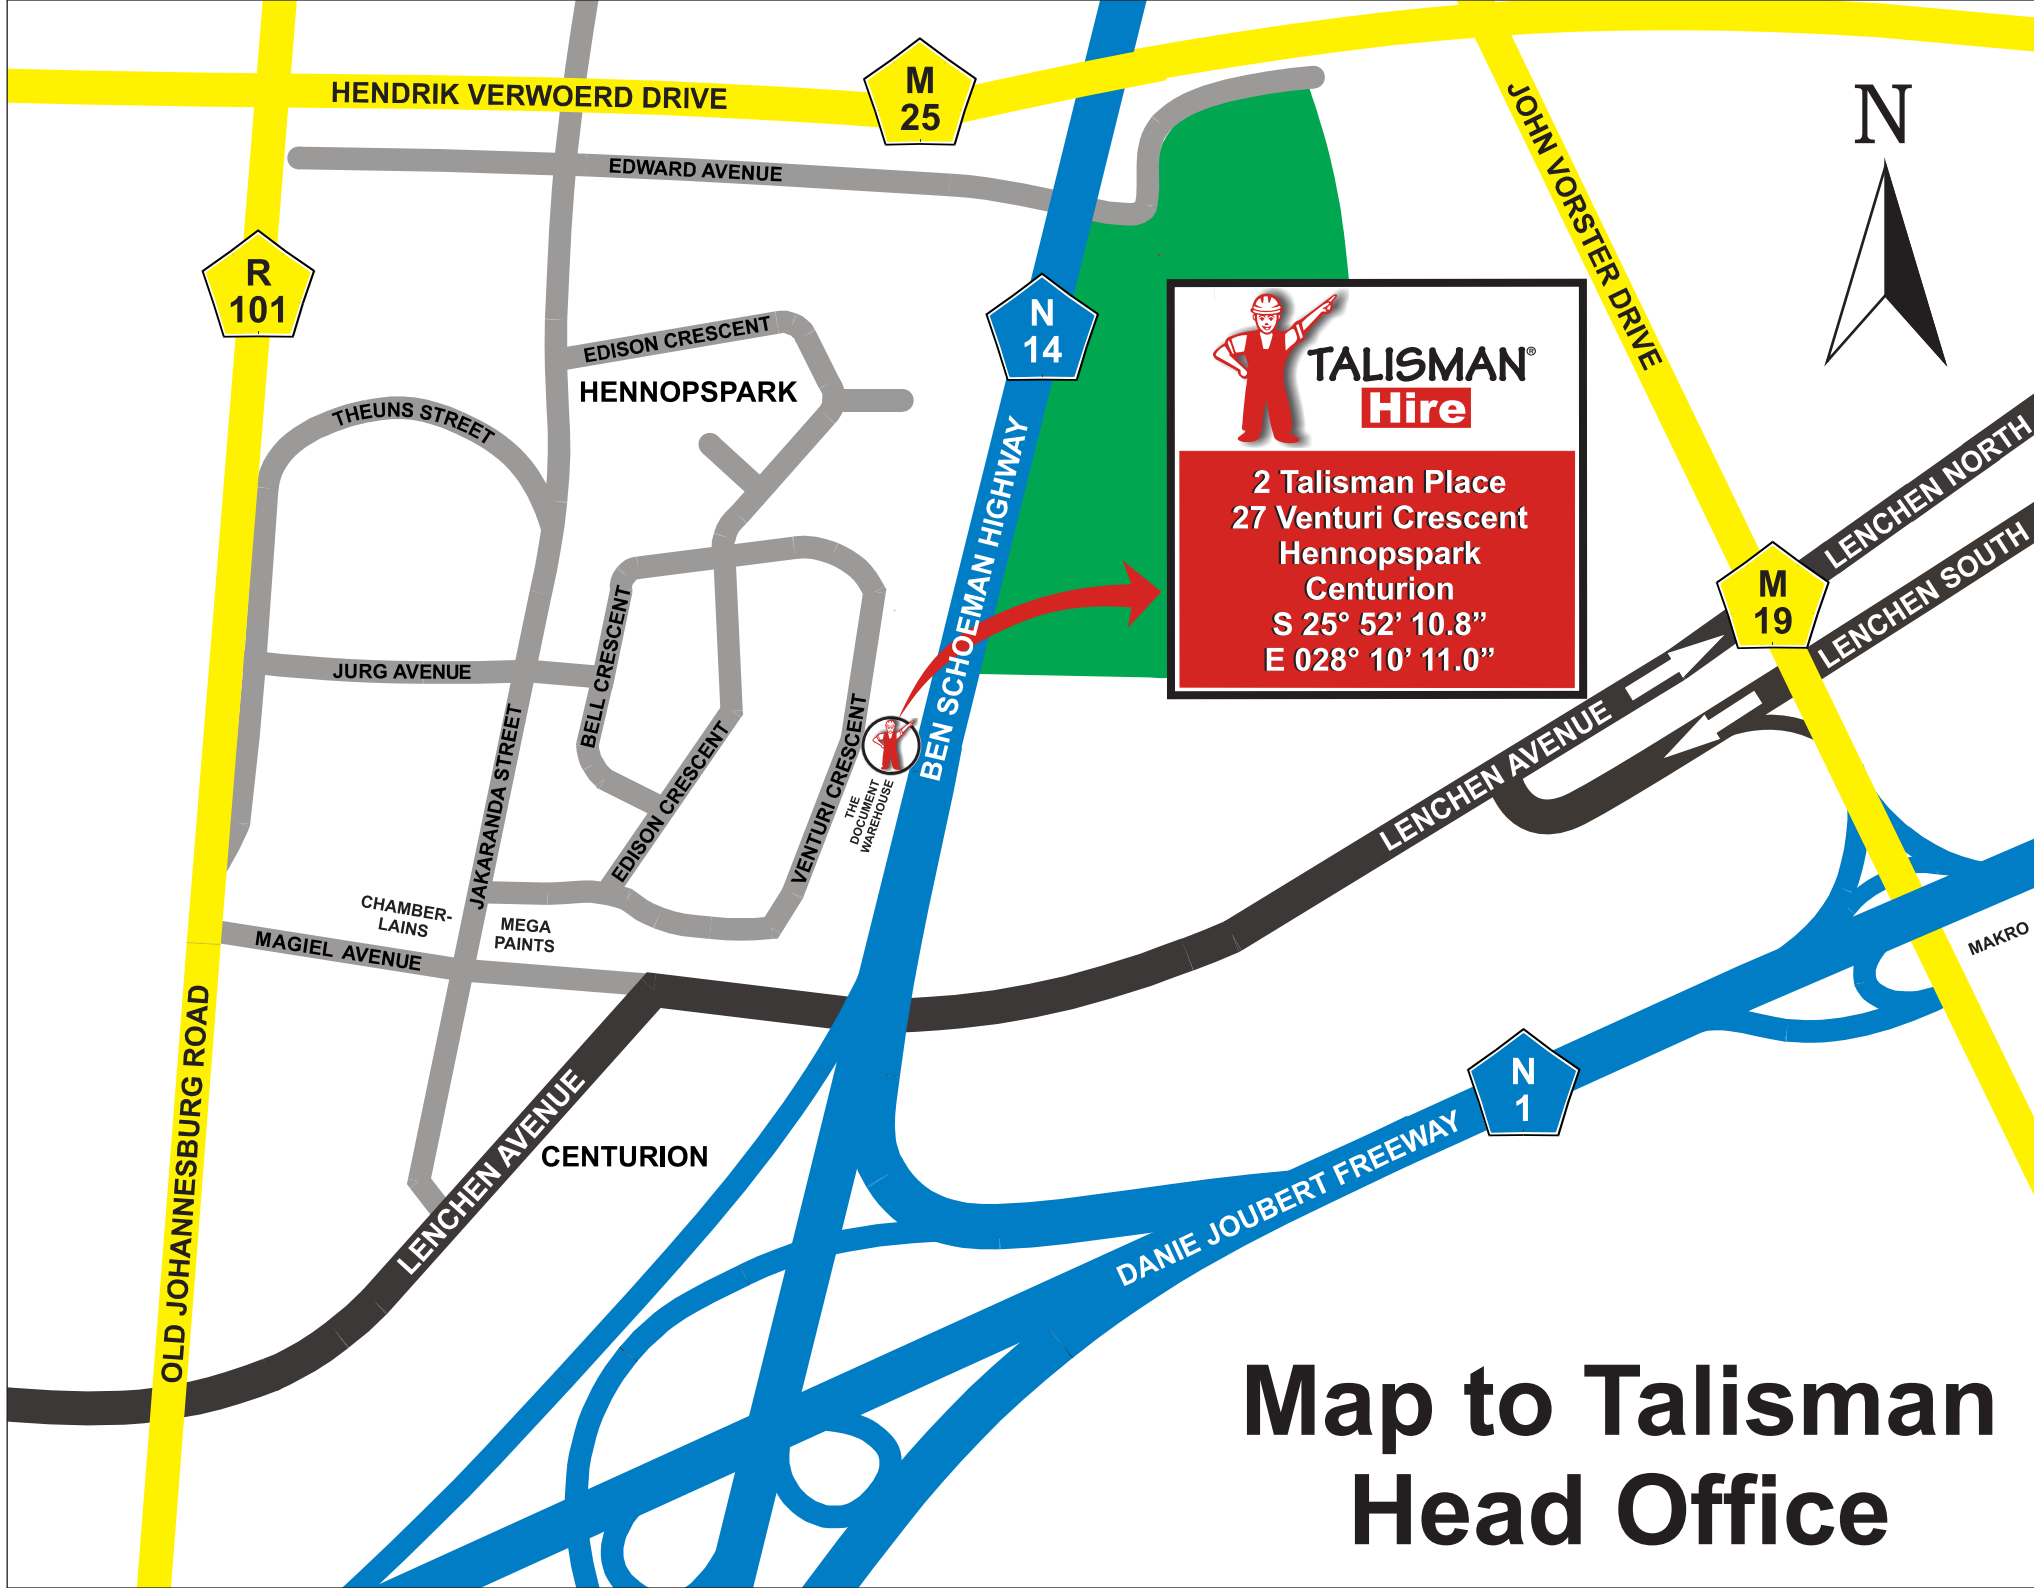 HENDRIK VERWOERD DRIVE
M
25
N
EDWARD AVENUE
JOHN VORSTER DRIVE
R
101
N
14
EDISON CRESCENT
HENNOPSPARK
THEUNS STREET
TALISMAN®
Hire
2 Talisman Place
27 Venturi Crescent
Hennopspark
Centurion
S 25° 52’ 10.8”
E 028° 10’ 11.0”
BEN SCHOEMAN HIGHWAY
LENCHEN NORTH
LENCHEN SOUTH
M
19
JURG AVENUE
BELL CRESCENT
JAKARANDA STREET
EDISON CRESCENT
VENTURI CRESCENT
THE
DOCUMENT
WAREHOUSE
LENCHEN AVENUE
CHAMBER-
LAINS
MEGA
PAINTS
MAGIEL AVENUE
MAKRO
OLD JOHANNESBURG ROAD
LENCHEN AVENUE
CENTURION
N
1
DANIE JOUBERT FREEWAY
Map to Talisman
Head Office